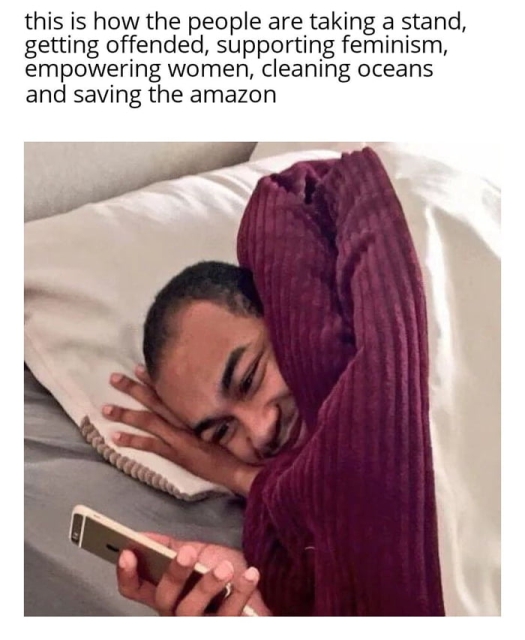 this is how the people are taking a stand,
getting offended, supporting feminism,
empowering women, cleaning oceans
and saving the amazon